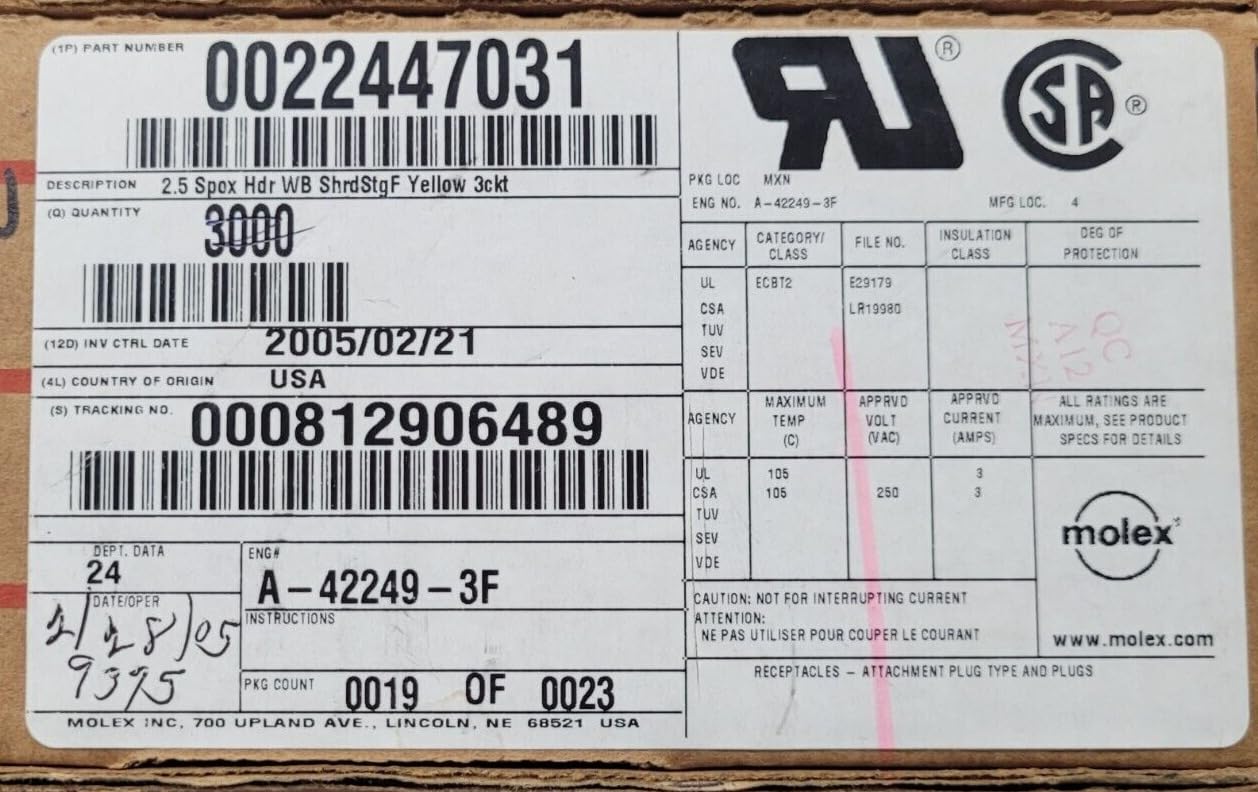 (1P) PART NUMBER
0022447031
DESCRIPTION 2.5 Spox Hdr WB ShrdStgF Yellow 3ckt
(Q) QUANTITY
3000
(12D) INV CTRL DATE 2005/02/21
(4L) COUNTRY OF ORIGIN USA
(S) TRACKING NO. 000812906489
DEPT. DATA
24
DATE/OPER
2/28/05
9395
ENG#
A-42249-3F
INSTRUCTIONS
PKG COUNT 0019 OF 0023
MOLEX INC, 700 UPLAND AVE., LINCOLN, NE 68521 USA
RU ®
CSA ®
PKG LOC MXN
ENG NO. A-42249-3F MFG LOC. 4
AGENCY CATEGORY/ CLASS FILE NO. INSULATION CLASS DEG OF PROTECTION
UL ECBT2 E29179
CSA LR19980
TUV
SEV
VDE
QC
A12
AGENCY MAXIMUM TEMP (C) APPRVD VOLT (VAC) APPRVD CURRENT (AMPS)
ALL RATINGS ARE
MAXIMUM, SEE PRODUCT
SPECS FOR DETAILS
UL 105 3
CSA 105 250 3
TUV
SEV
VDE
molex
www.molex.com
CAUTION: NOT FOR INTERRUPTING CURRENT
ATTENTION:
NE PAS UTILISER POUR COUPER LE COURANT
RECEPTACLES - ATTACHMENT PLUG TYPE AND PLUGS